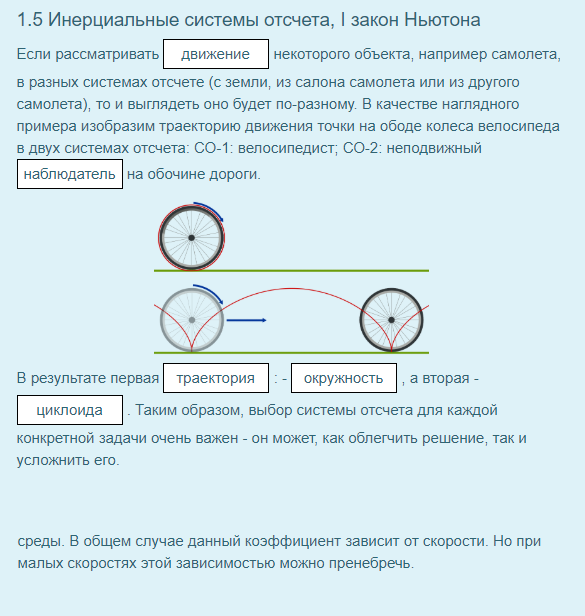 1.5 Инерциальные системы отсчета, I закон Ньютона
Если рассматривать движение некоторого объекта, например самолета,
в разных системах отсчете (с земли, из салона самолета или из другого
самолета), то и выглядеть оно будет по-разному. В качестве наглядного
примера изобразим траекторию движения точки на ободе колеса велосипеда
в двух системах отсчета: СО-1: велосипедист; СО-2: неподвижный
наблюдатель на обочине дороги.
В результате первая траектория : - окружность , а вторая -
циклоида . Таким образом, выбор системы отсчета для каждой
конкретной задачи очень важен - он может, как облегчить решение, так и
усложнить его.
среды. В общем случае данный коэффициент зависит от скорости. Но при
малых скоростях этой зависимостью можно пренебречь.